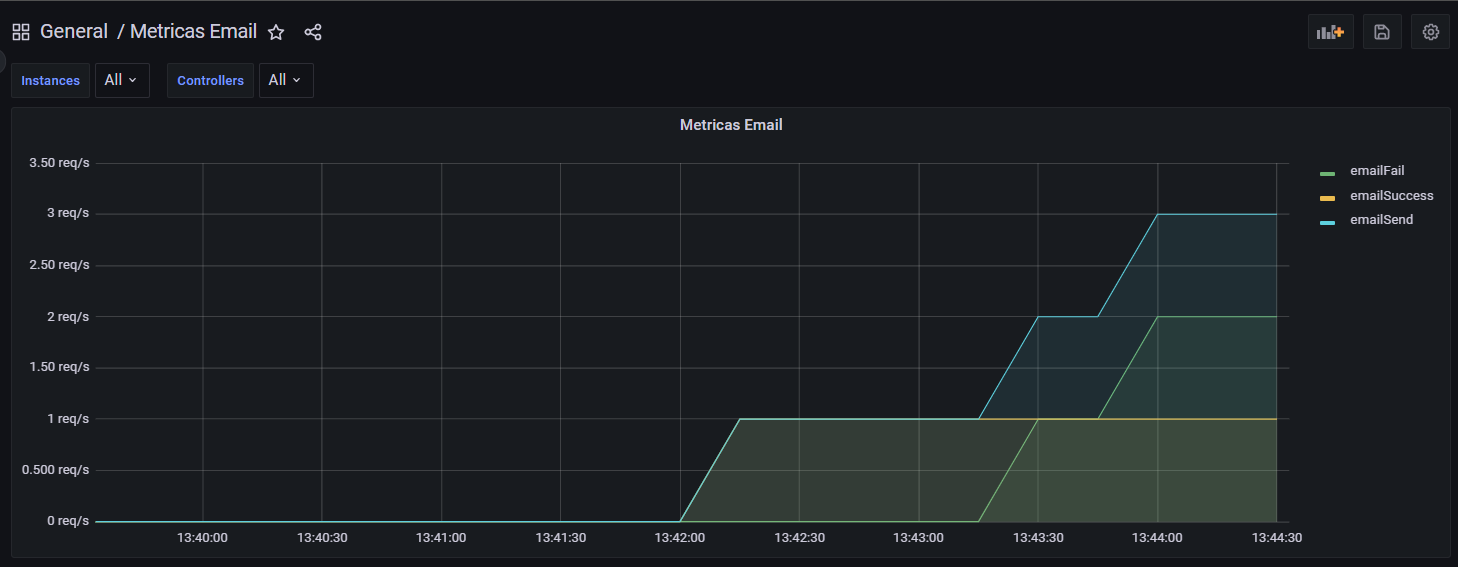 General / Metricas Email
Instances All Controllers All
Metricas Email
3.50 req/s
3 req/s
2.50 req/s
2 req/s
1.50 req/s
1 req/s
0.500 req/s
0 req/s
13:40:00 13:40:30 13:41:00 13:41:30 13:42:00 13:42:30 13:43:00 13:43:30 13:44:00 13:44:30
emailFail
emailSuccess
emailSend